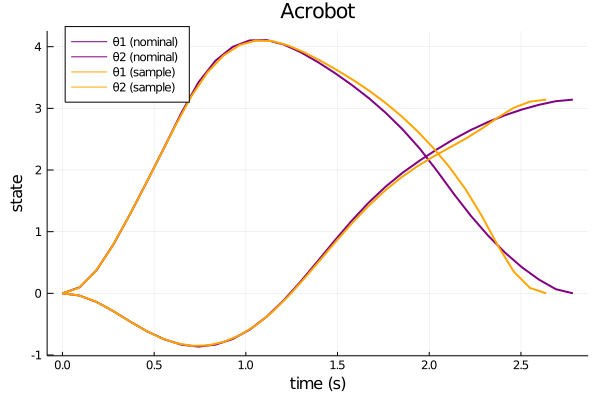 Acrobot
θ1 (nominal)
θ2 (nominal)
θ1 (sample)
θ2 (sample)
4
3
2
1
0
-1
state
0.0 0.5 1.0 1.5 2.0 2.5
time (s)